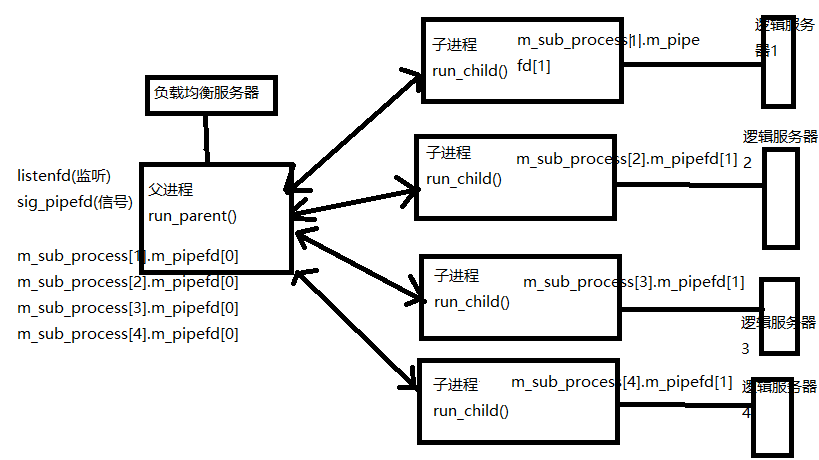 负载均衡服务器
listenfd(监听)
sig_pipefd(信号)
父进程
run_parent()
m_sub_process[1].m_pipefd[0]
m_sub_process[2].m_pipefd[0]
m_sub_process[3].m_pipefd[0]
m_sub_process[4].m_pipefd[0]
子进程
run_child()
m_sub_process[1].m_pipe
fd[1]
逻辑服务
器1
子进程
run_child()
m_sub_process[2].m_pipefd[1]
逻辑服务器
2
子进程
run_child()
m_sub_process[3].m_pipefd[1]
逻辑服务器
3
子进程
run_child()
m_sub_process[4].m_pipefd[1]
逻辑服务器
4